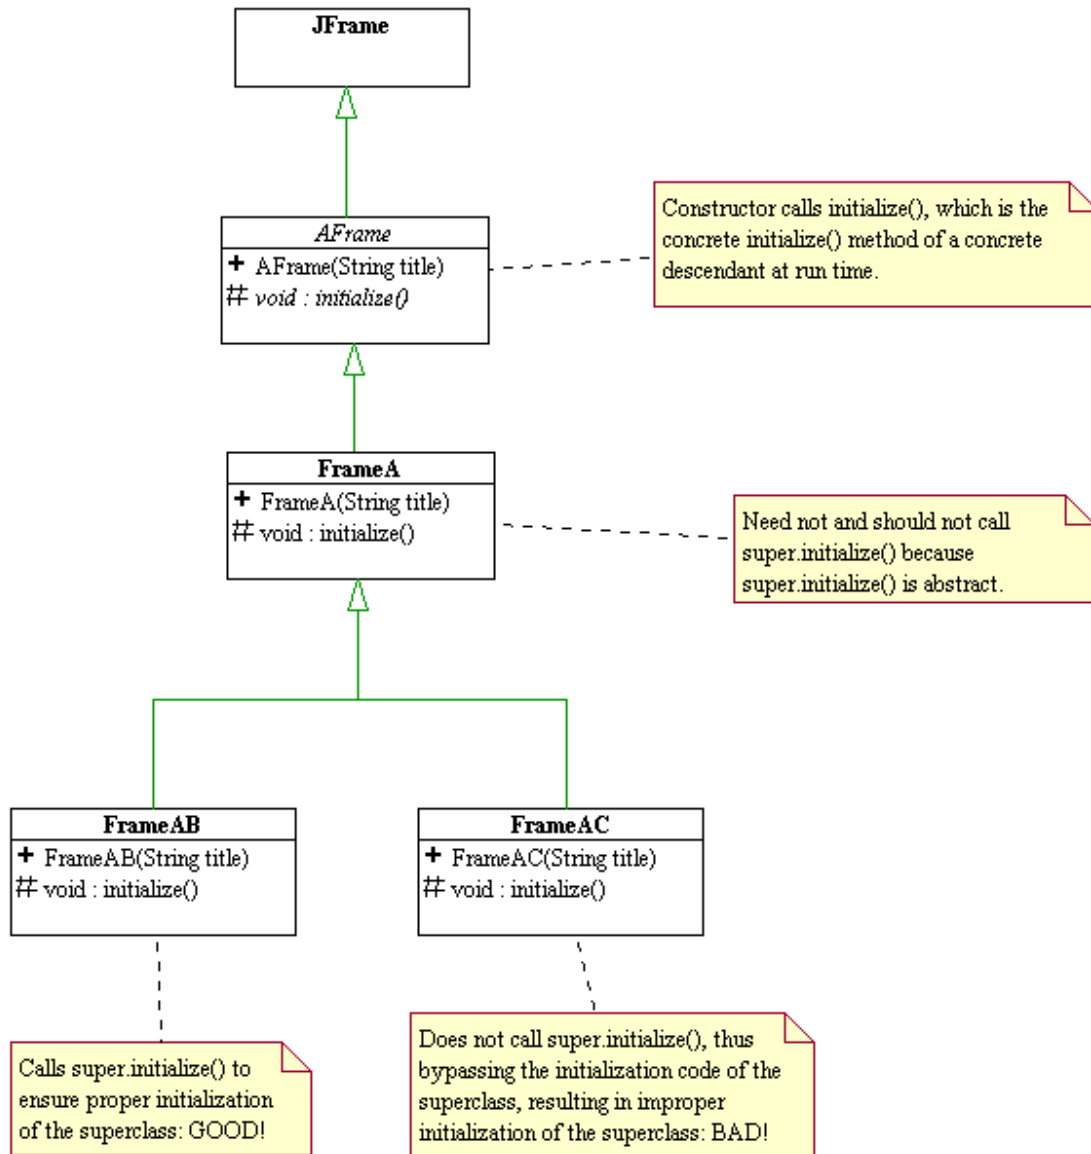 JFrame
AFrame
+ AFrame(String title)
# void : initialize()
Constructor calls initialize(), which is the
concrete initialize() method of a concrete
descendant at run time.
FrameA
+ FrameA(String title)
# void : initialize()
Need not and should not call
super.initialize() because
super.initialize() is abstract.
FrameAB
+ FrameAB(String title)
# void : initialize()
FrameAC
+ FrameAC(String title)
# void : initialize()
Calls super.initialize() to
ensure proper initialization
of the superclass: GOOD!
Does not call super.initialize(), thus
bypassing the initialization code of the
superclass, resulting in improper
initialization of the superclass: BAD!